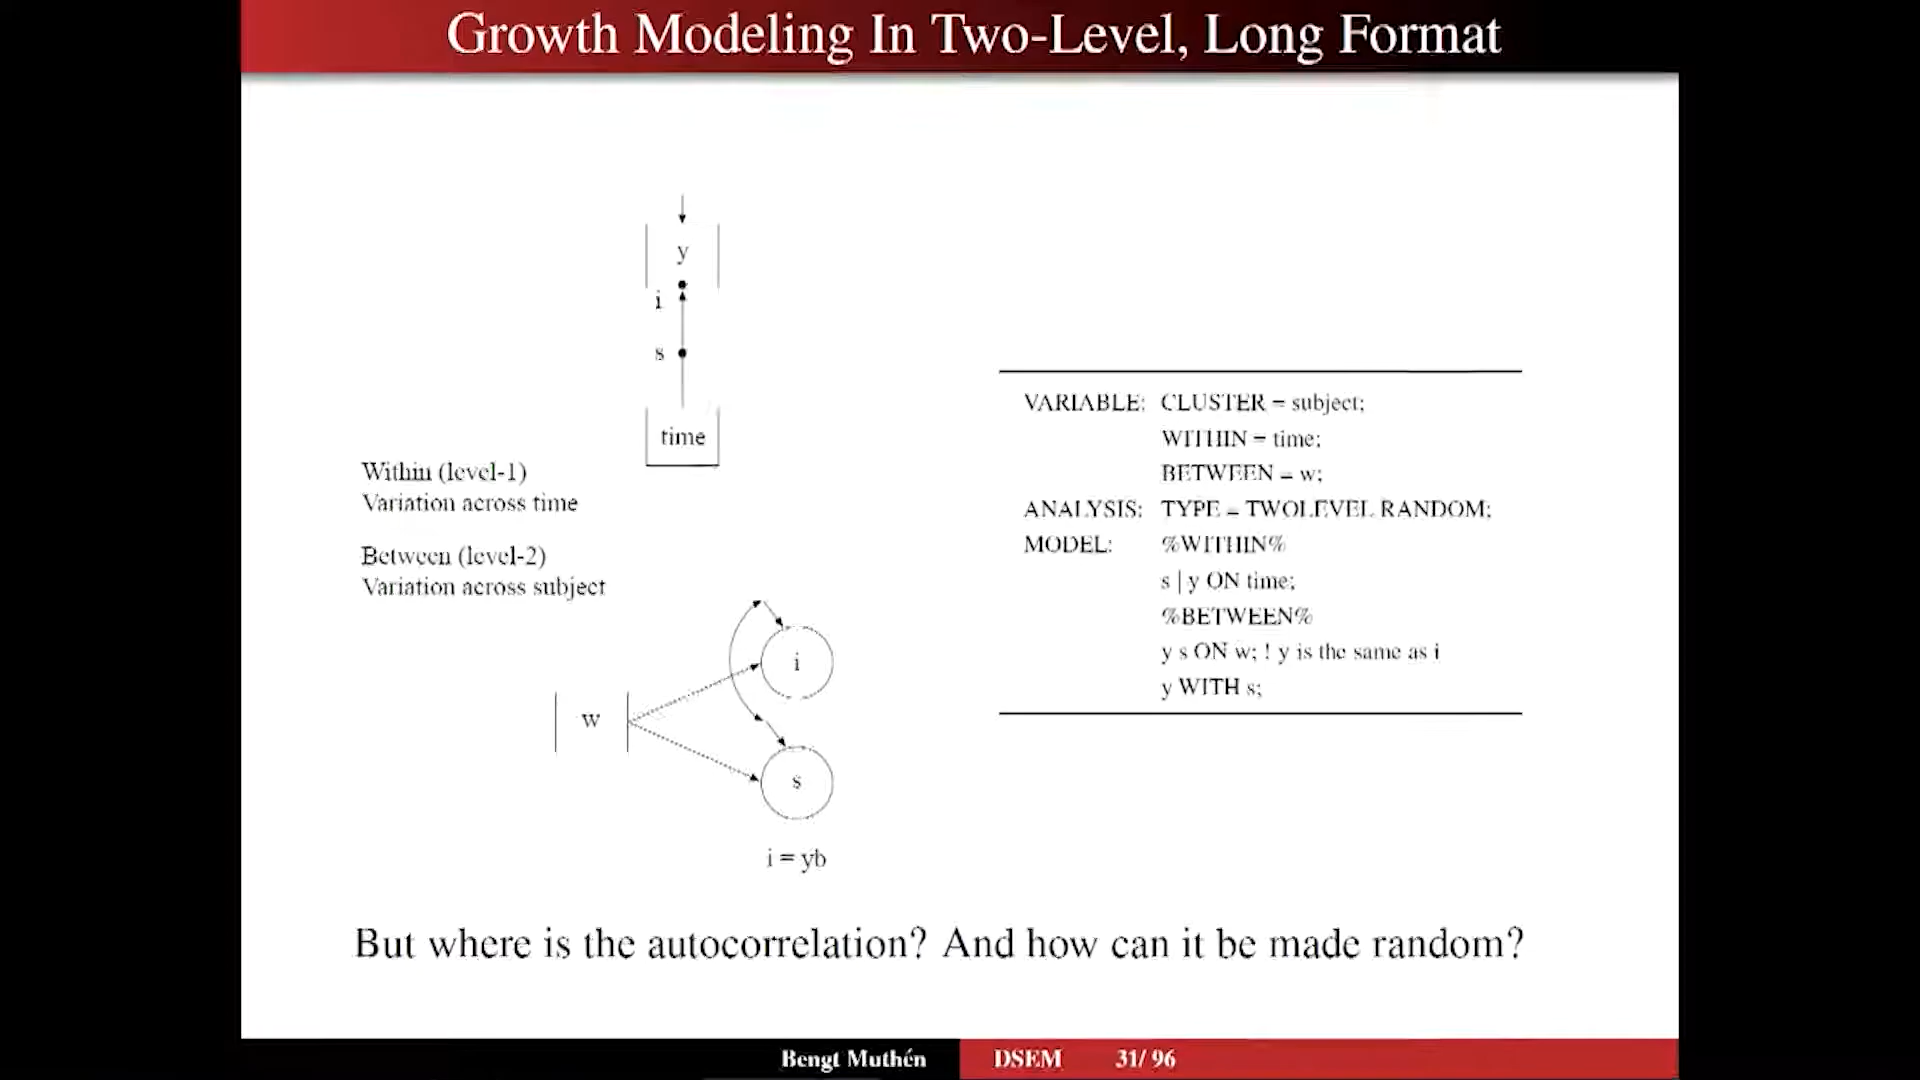 Growth Modeling In Two-Level, Long Format
y
i
s
time
Within (level-1)
Variation across time
Between (level-2)
Variation across subject
i
w
s
i = yb
VARIABLE: CLUSTER = subject;
WITHIN = time;
BETWEEN = w;
ANALYSIS: TYPE = TWOLEVEL RANDOM;
MODEL: %WITHIN%
s | y ON time;
%BETWEEN%
y s ON w; ! y is the same as i
y WITH s;
But where is the autocorrelation? And how can it be made random?
Bengt Muthén DSEM 31/ 96